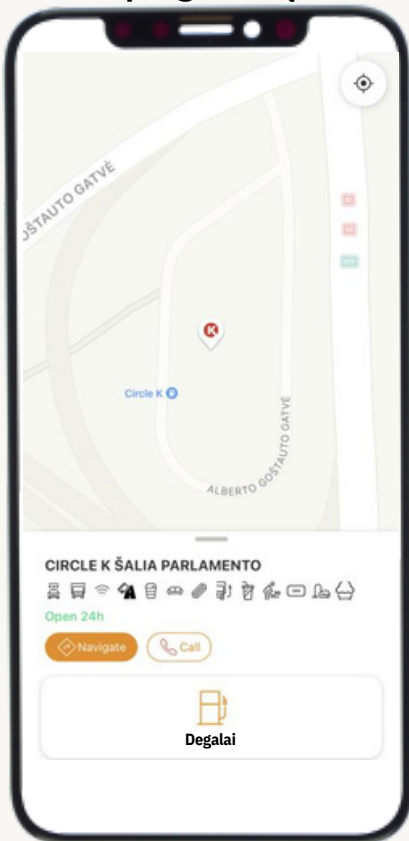 GOŠTAUTO GATVĖ
K
Circle K
ALBERTO GOŠTAUTO GATVĖ
CIRCLE K ŠALIA PARLAMENTO
Open 24h
Navigate
Call
Degalai